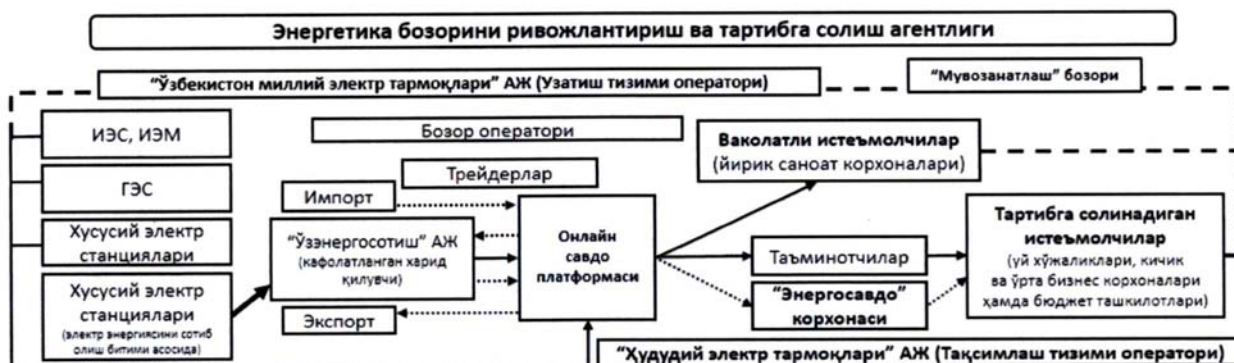 Энергетика бозорини ривожлантириш ва тартибга солиш агентлиги
“Ўзбекистон миллий электр тармоқлари” АЖ (Узатиш тизими оператори)
“Мувозанатлаш” бозори
ИЭС, ИЭМ
ГЭС
Хусусий электр
станциялари
Хусусий электр
станциялари
(электр энергиясини сотиб
олиш битими асосида)
Бозор оператори
Трейдерлар
Импорт
“Ўзэнергосотиш” АЖ
(кафолатланган харид
қилувчи)
Экспорт
Онлайн
савдо
платформаси
Ваколатли истеъмолчилар
(йирик саноат корхоналари)
Таъминотчилар
“Энергосавдо”
корхонаси
Тартибга солинадиган
истеъмолчилар
(уй хўжаликлари, кичик
ва ўрта бизнес корхоналари
ҳамда бюджет ташкилотлари)
“Ҳудудий электр тармоқлари” АЖ (Тақсимлаш тизими оператори)